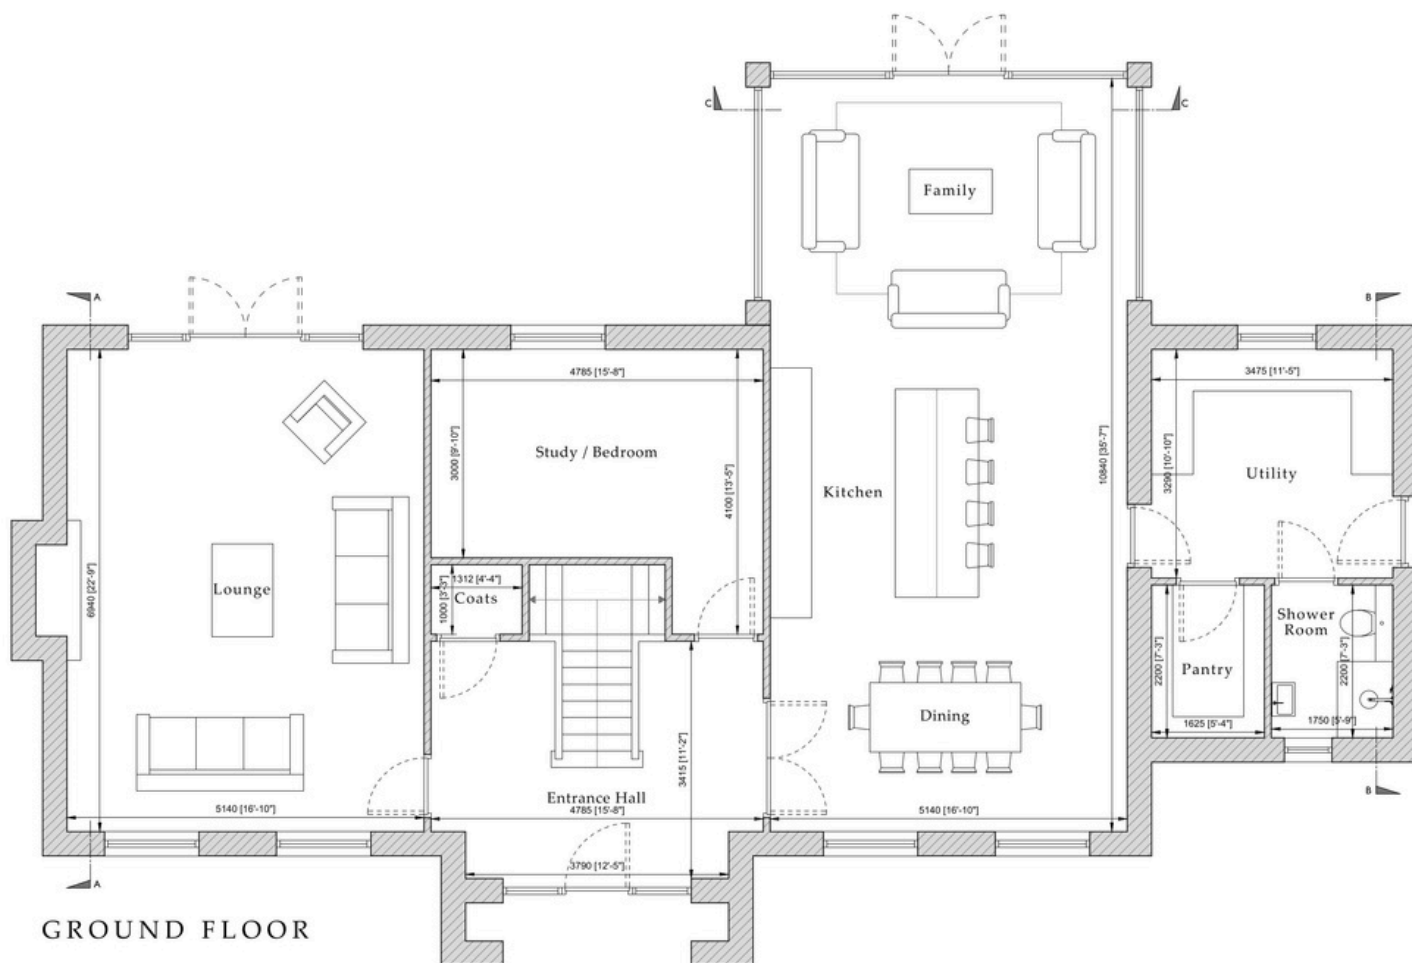 C
C
Family
A
B
4785 [15'-8"]
3475 [11'-5"]
3000 [9'-10"]
Study / Bedroom
4100 [13'-5"]
Kitchen
10840 [35'-7"]
3290 [10'-10"]
Utility
6940 [22'-9"]
Lounge
1312 [4'-4"]
1000 [3'-3"]
Coats
Shower
Room
2200 [7'-3"]
Pantry
2200 [7'-3"]
Dining
1625 [5'-4"]
1750 [5'-9"]
3415 [11'-2"]
Entrance Hall
5140 [16'-10"]
4785 [15'-8"]
5140 [16'-10"]
B
3790 [12'-5"]
A
GROUND FLOOR